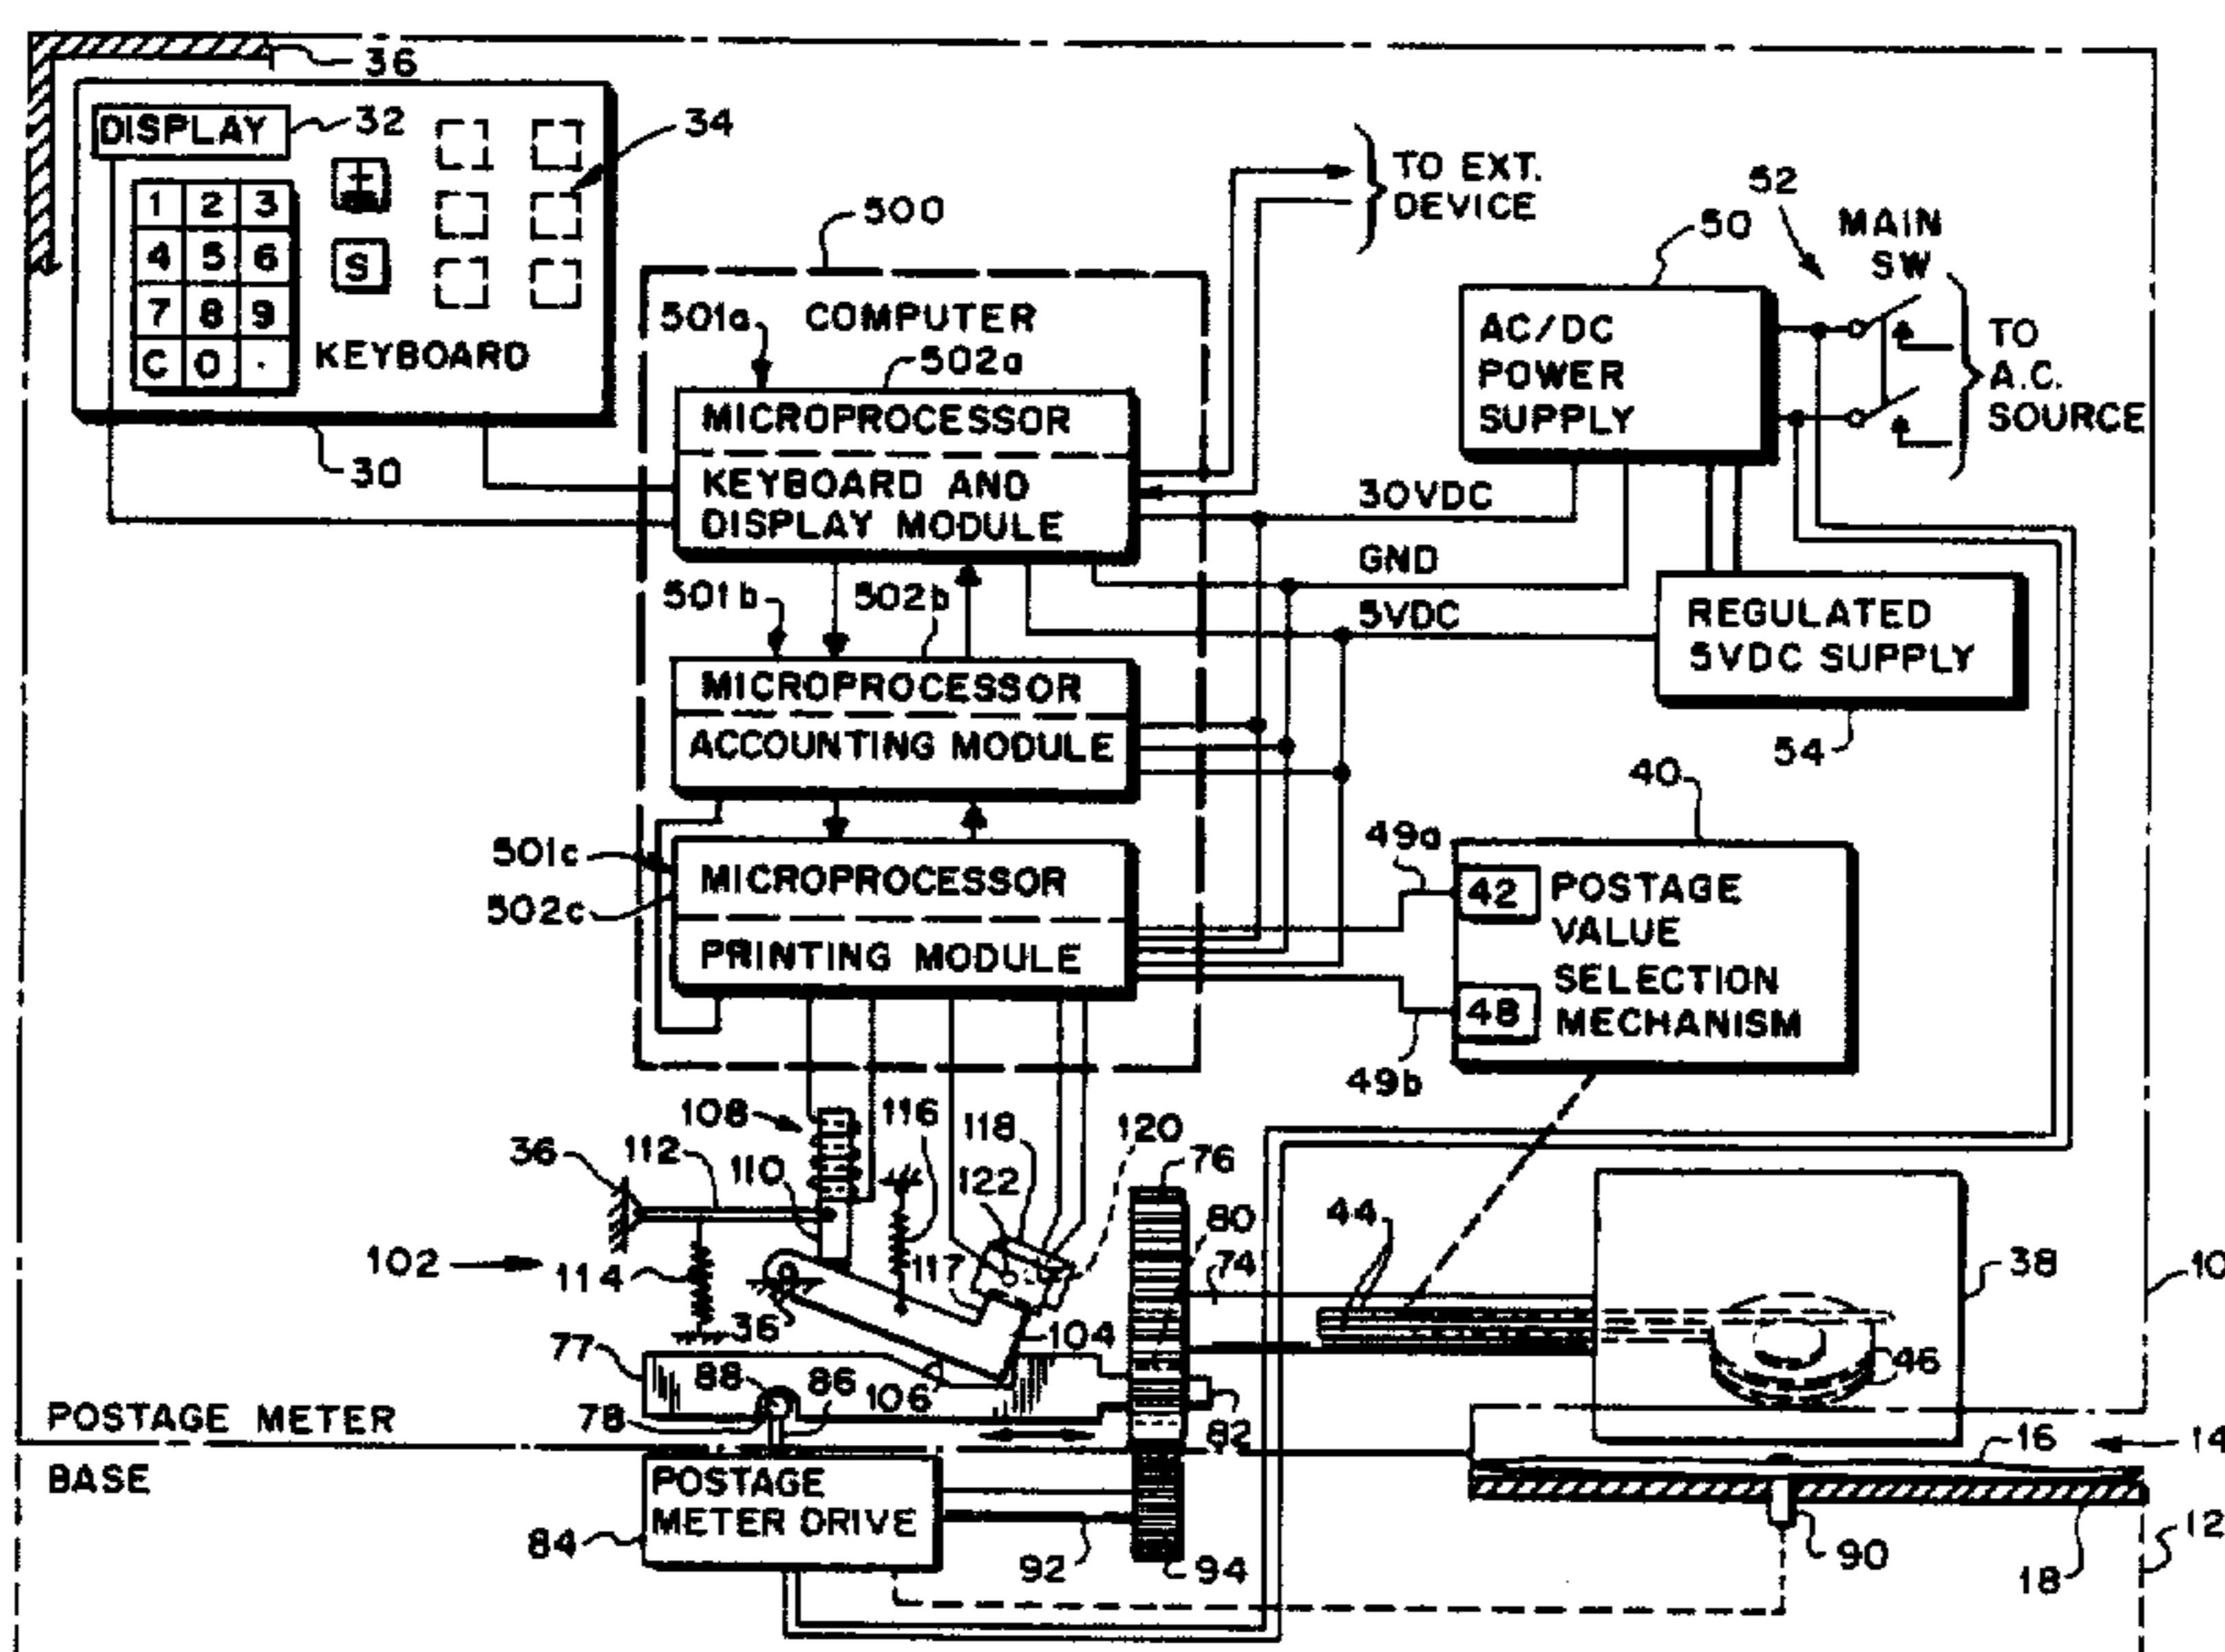 36
DISPLAY
32
34
1 2 3
4 5 6
7 8 9
C 0 .
S
KEYBOARD
30
TO EXT.
DEVICE
500
COMPUTER
501a
502a
MICROPROCESSOR
KEYBOARD AND
DISPLAY MODULE
501b
502b
MICROPROCESSOR
ACCOUNTING MODULE
501c
502c
MICROPROCESSOR
PRINTING MODULE
52
MAIN
SW
50
AC/DC
POWER
SUPPLY
TO
A.C.
SOURCE
30VDC
GND
5VDC
REGULATED
5VDC SUPPLY
54
40
49a
42
POSTAGE
VALUE
SELECTION
MECHANISM
48
49b
108
116
118
120
36
112
110
122
76
80
44
74
102
114
117
38
10
36
104
77
88
86
106
46
78
82
POSTAGE METER
16
14
BASE
POSTAGE
METER DRIVE
84
92
94
90
18
12